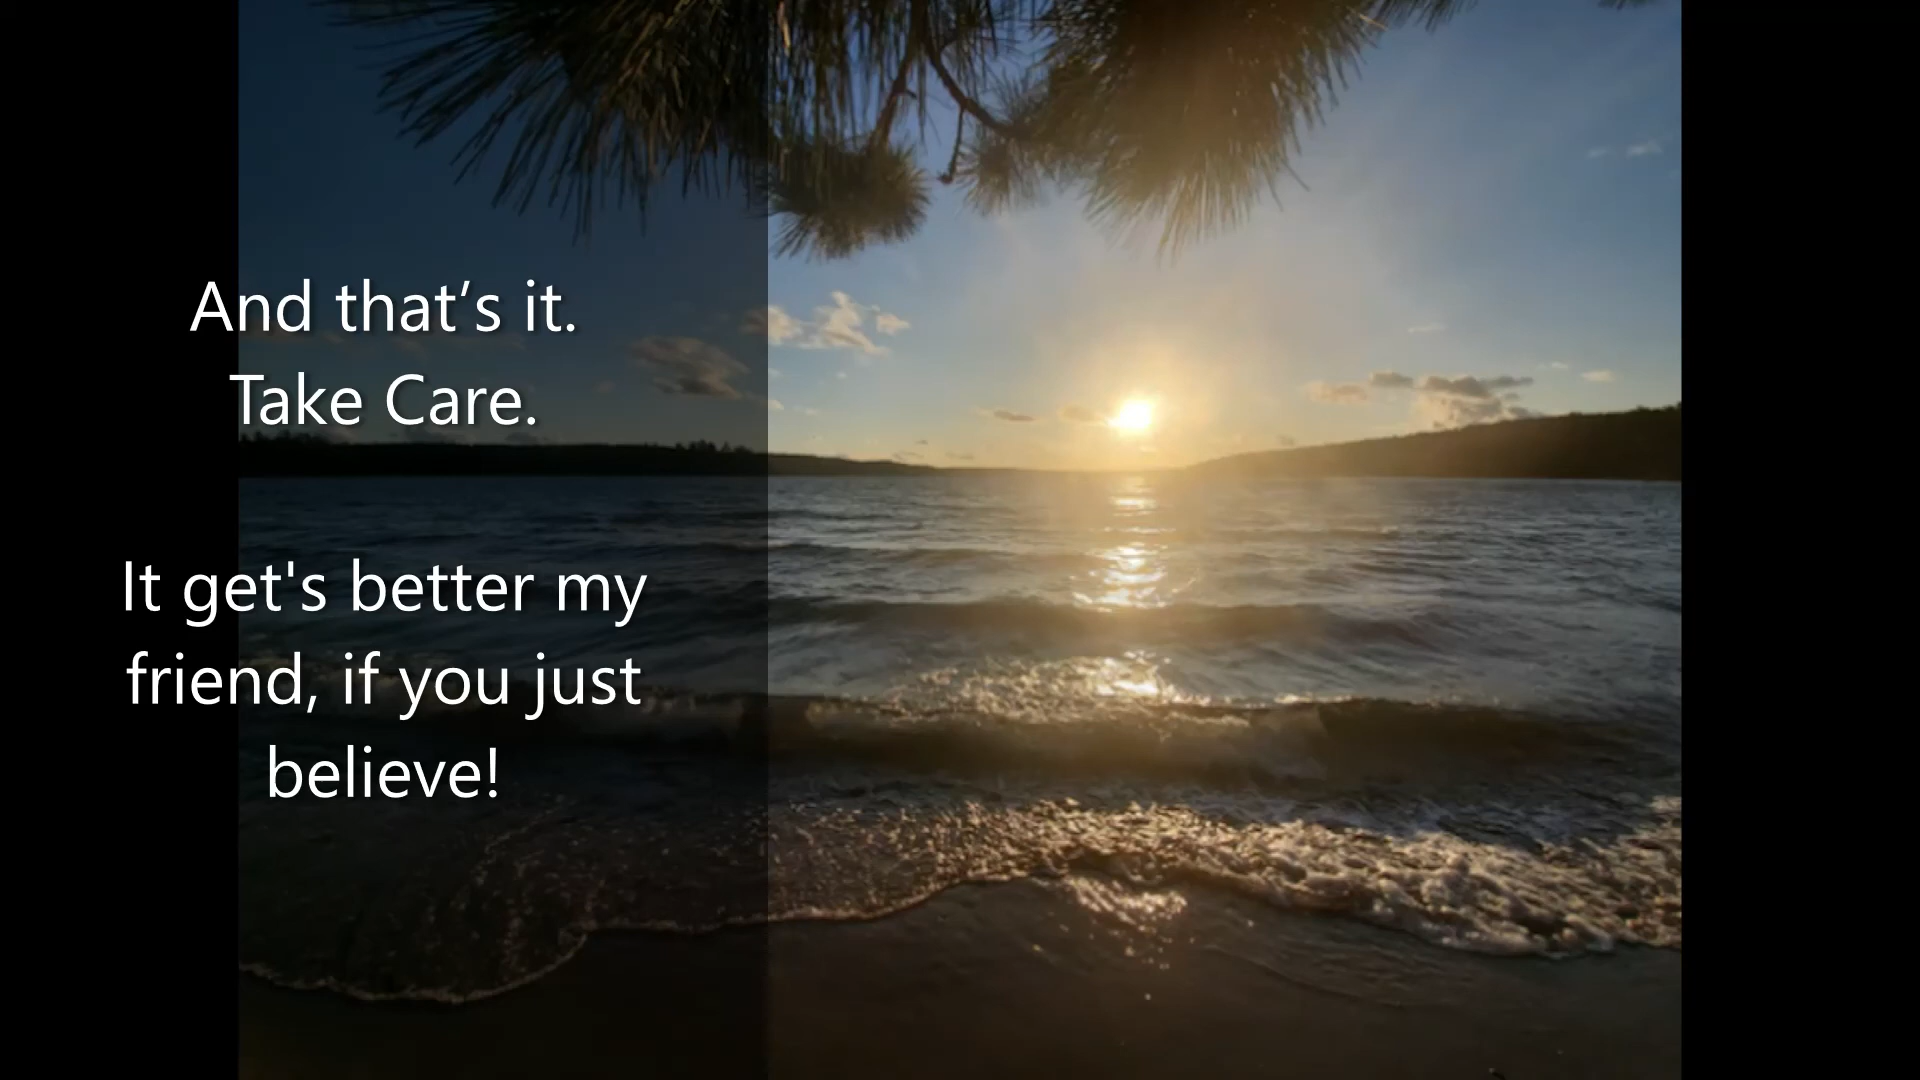 And that’s it.
Take Care.
It get's better my
friend, if you just
believe!